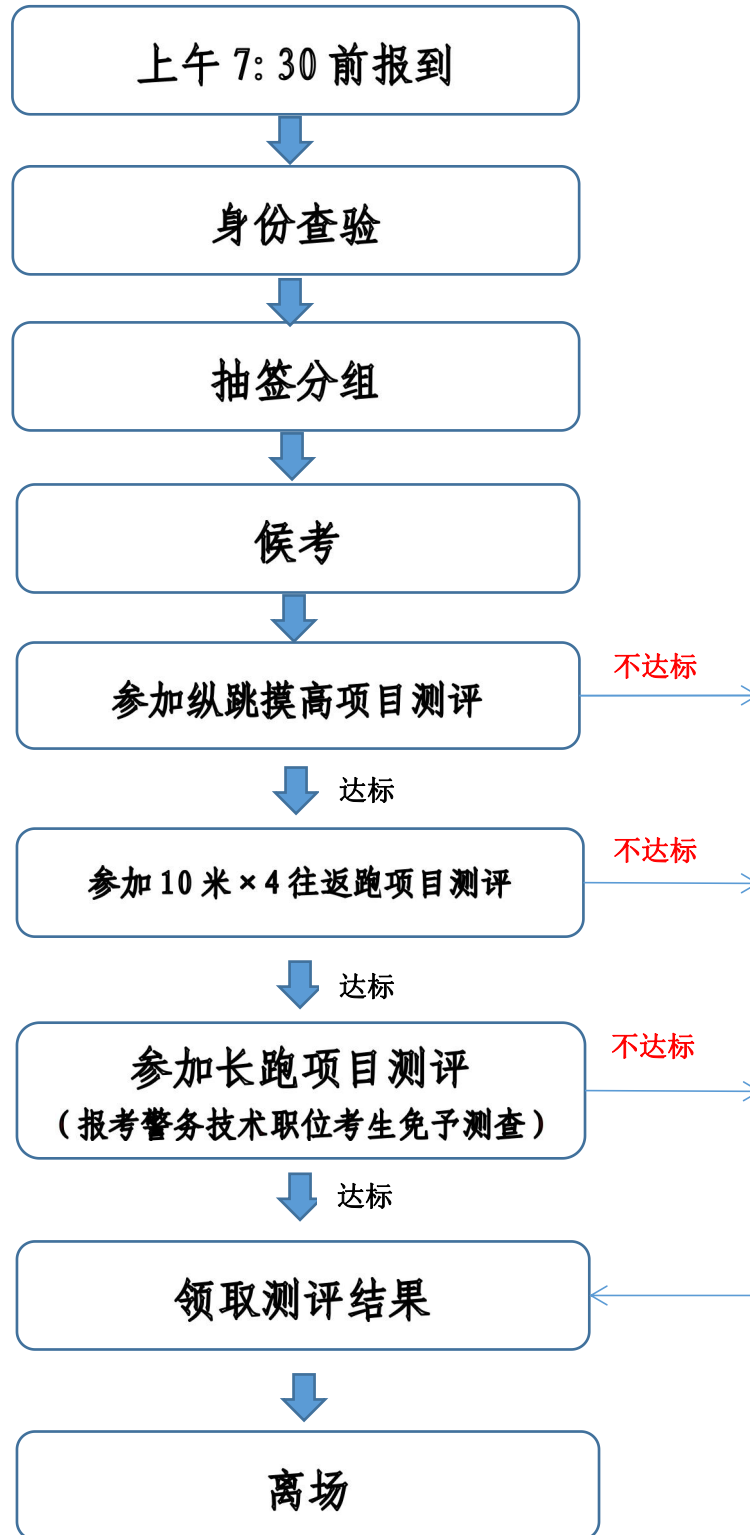 上午 7：30 前报到
身份查验
抽签分组
候考
参加纵跳摸高项目测评
不达标
达标
参加 10 米×4 往返跑项目测评
不达标
达标
参加长跑项目测评
（报考警务技术职位考生免予测查）
不达标
达标
领取测评结果
离场